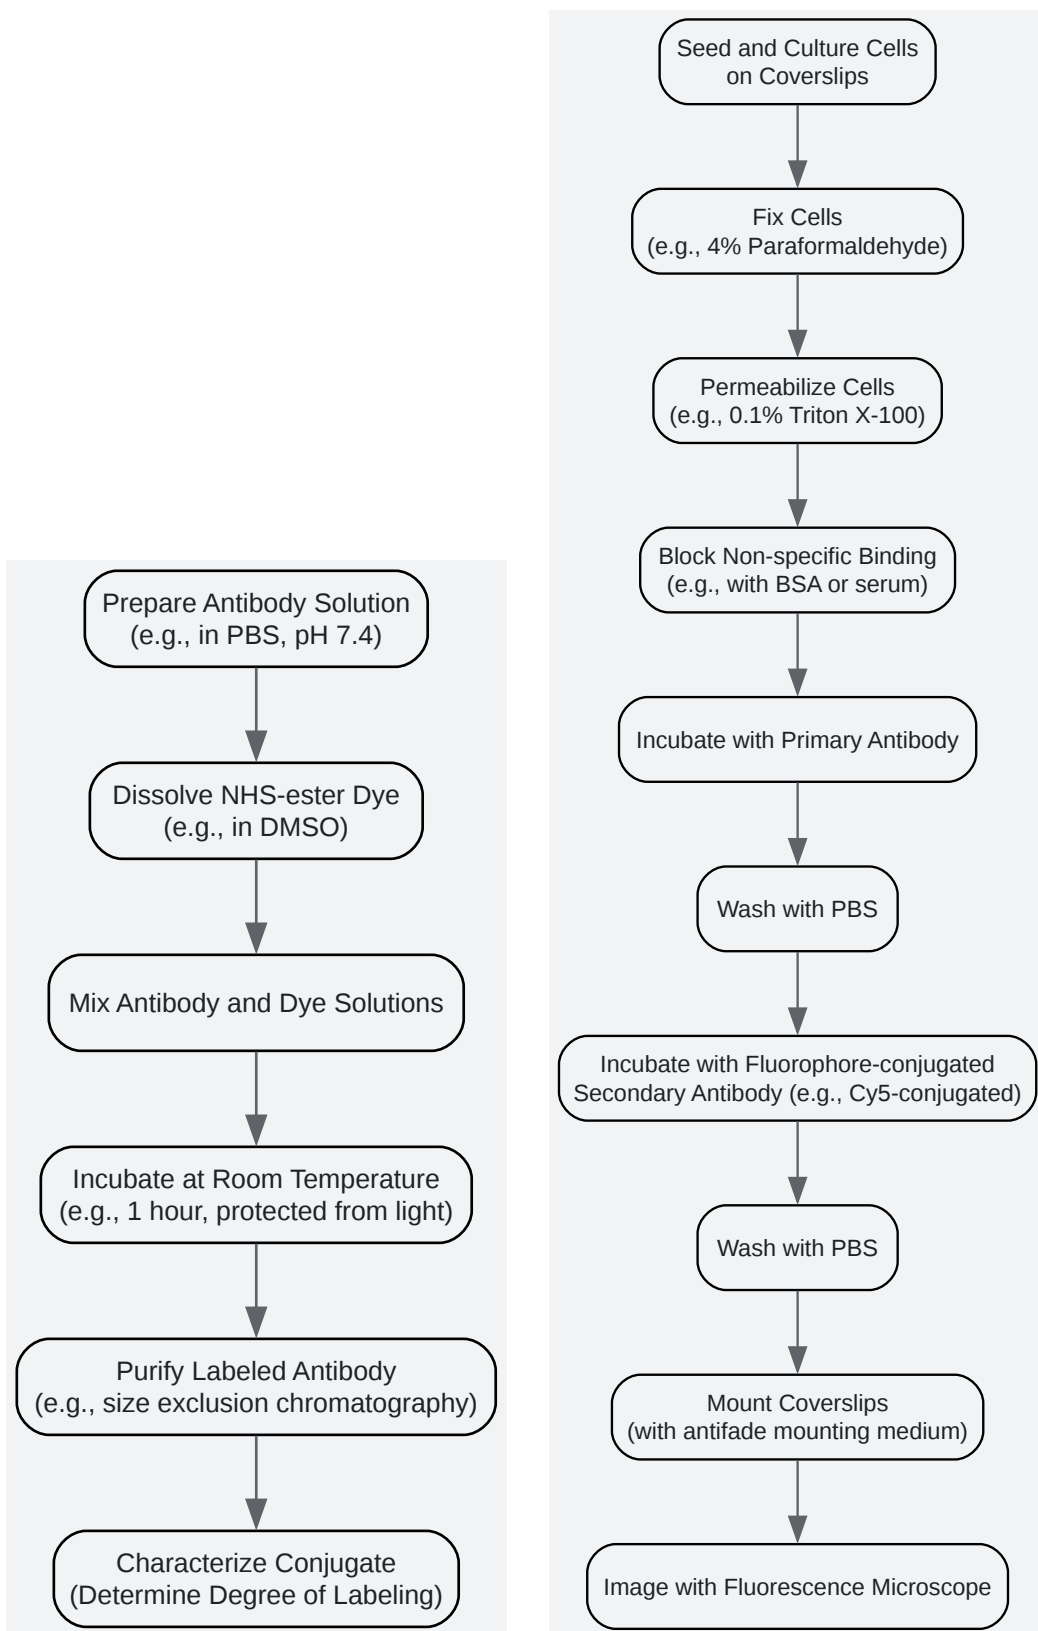 Prepare Antibody Solution
(e.g., in PBS, pH 7.4)
Dissolve NHS-ester Dye
(e.g., in DMSO)
Mix Antibody and Dye Solutions
Incubate at Room Temperature
(e.g., 1 hour, protected from light)
Purify Labeled Antibody
(e.g., size exclusion chromatography)
Characterize Conjugate
(Determine Degree of Labeling)
Seed and Culture Cells
on Coverslips
Fix Cells
(e.g., 4% Paraformaldehyde)
Permeabilize Cells
(e.g., 0.1% Triton X-100)
Block Non-specific Binding
(e.g., with BSA or serum)
Incubate with Primary Antibody
Wash with PBS
Incubate with Fluorophore-conjugated
Secondary Antibody (e.g., Cy5-conjugated)
Wash with PBS
Mount Coverslips
(with antifade mounting medium)
Image with Fluorescence Microscope